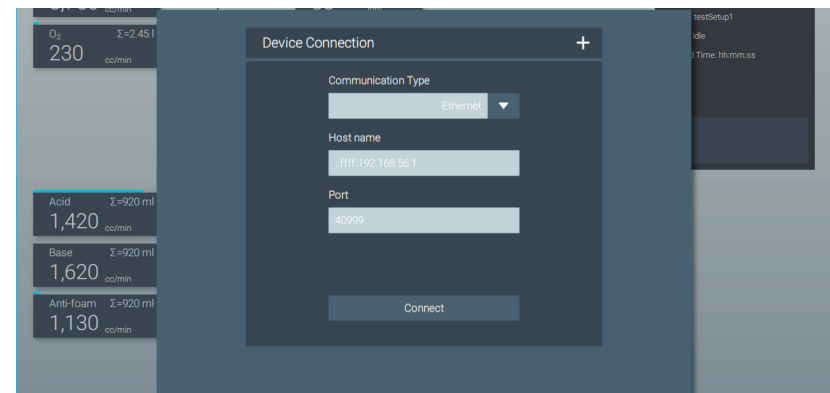 testSetup1
O₂ Σ=2.45 l
Idle
230 cc/min
d Time: hh:mm:ss
Device Connection +
Communication Type
Ethernet
Host name
::ffff:192.168.56.1
Port
40999
Connect
Acid Σ=920 ml
1,420 cc/min
Base Σ=920 ml
1,620 cc/min
Anti-foam Σ=920 ml
1,130 cc/min